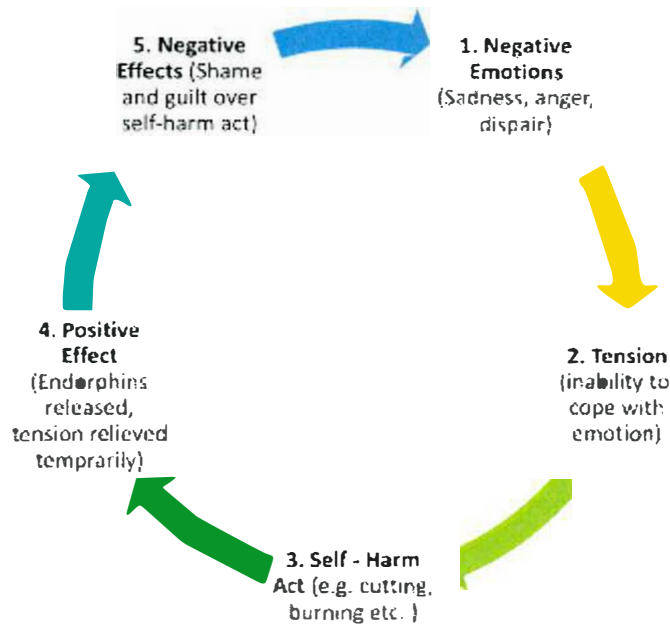 1. Negative
Emotions
(Sadness, anger,
dispair)
2. Tension
(inability to
cope with
emotion)
3. Self - Harm
Act (e.g. cutting,
burning etc. )
4. Positive
Effect
(Endorphins
released,
tension relieved
temprarily)
5. Negative
Effects (Shame
and guilt over
self-harm act)